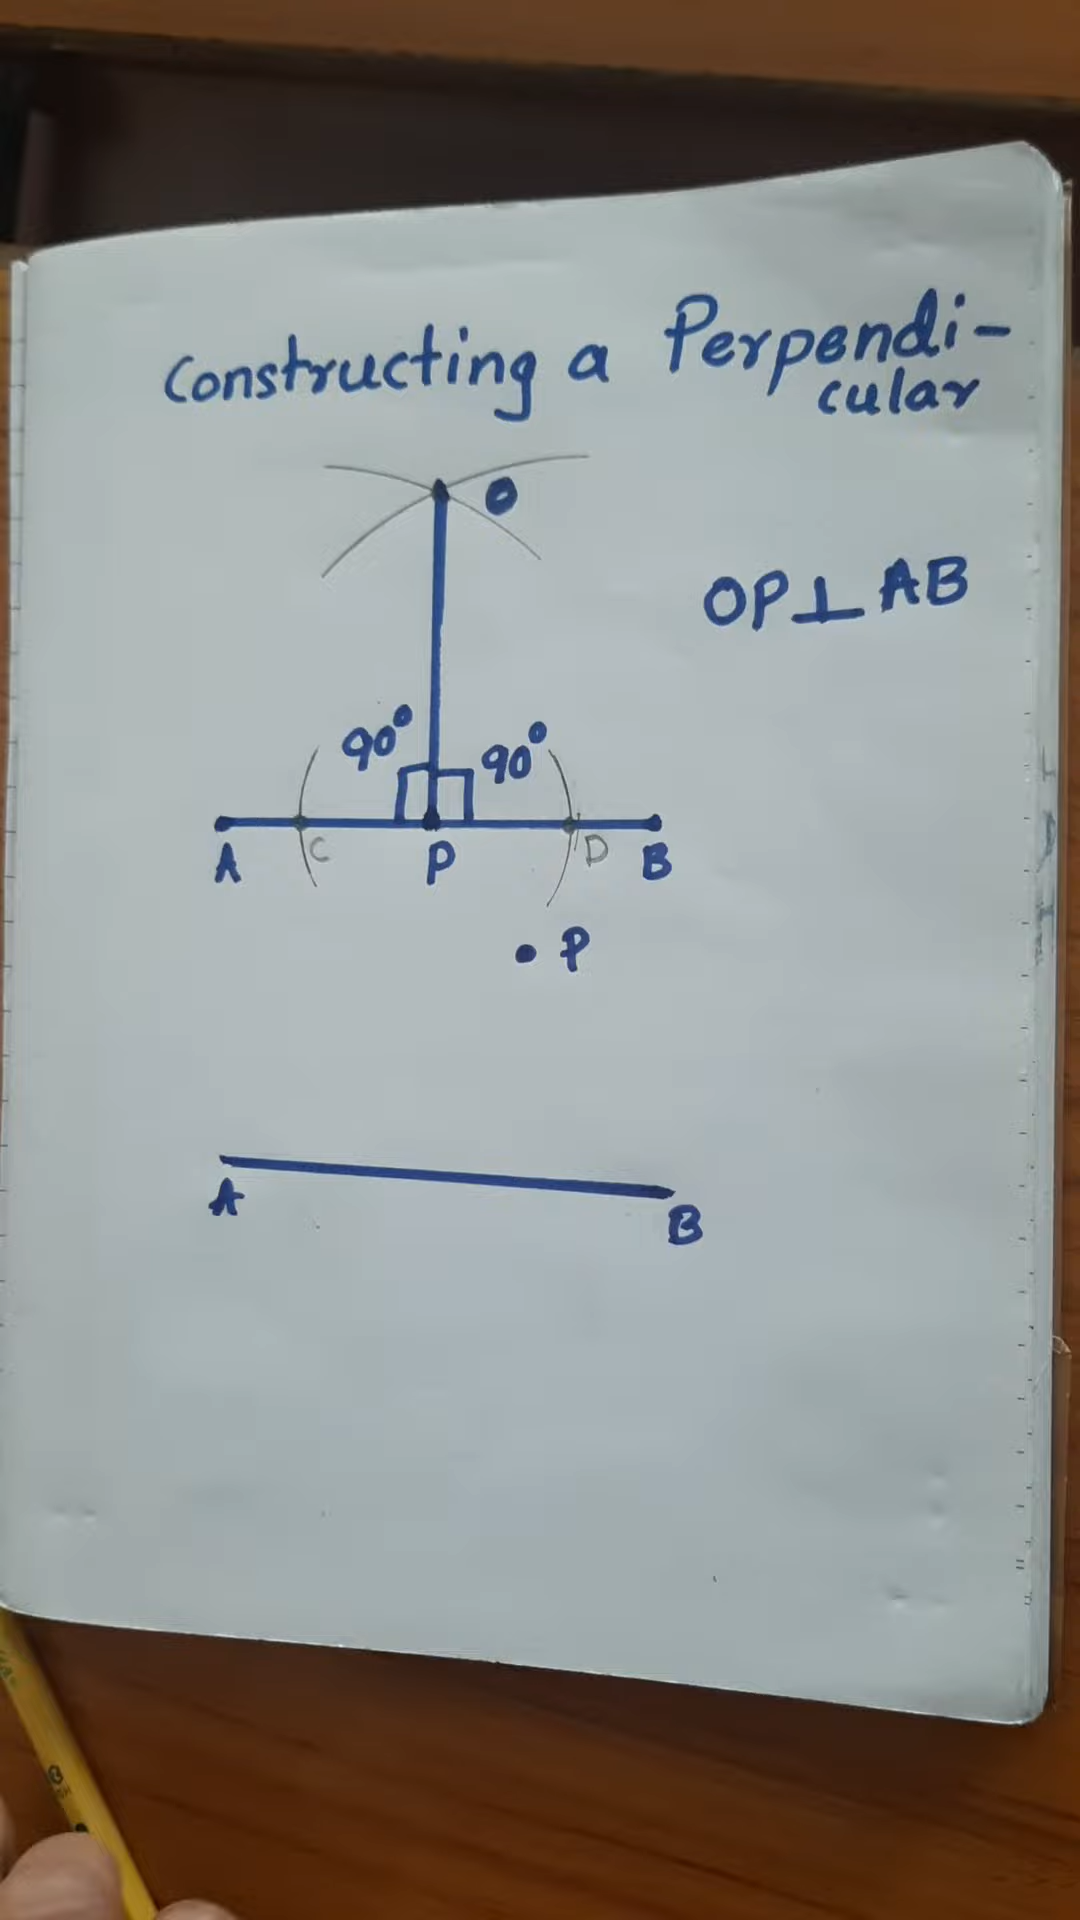 Constructing a Perpendi-
cular
O
OP⊥AB
90° 90°
A C P D B
P
A
B